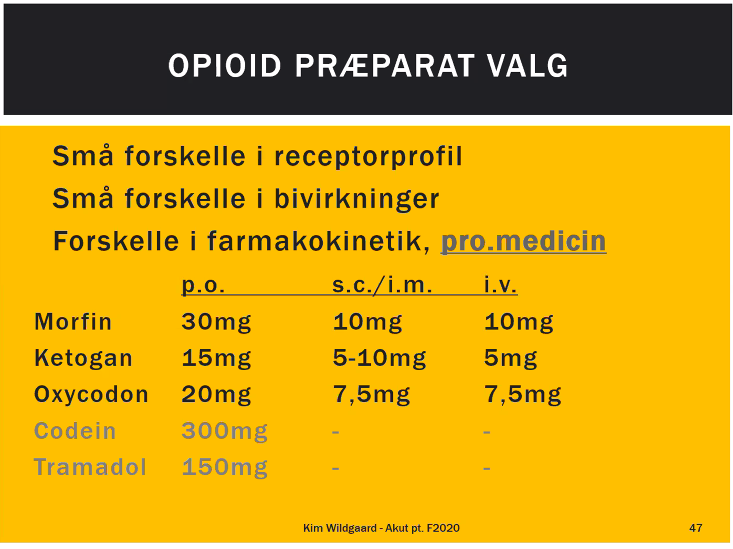 OPIOID PRÆPARAT VALG
Små forskelle i receptorprofil
Små forskelle i bivirkninger
Forskelle i farmakokinetik, pro.medicin
p.o. s.c./i.m. i.v.
Morfin 30mg 10mg 10mg
Ketogan 15mg 5-10mg 5mg
Oxycodon 20mg 7,5mg 7,5mg
Codein 300mg - -
Tramadol 150mg - -
Kim Wildgaard - Akut pt. F2020 47